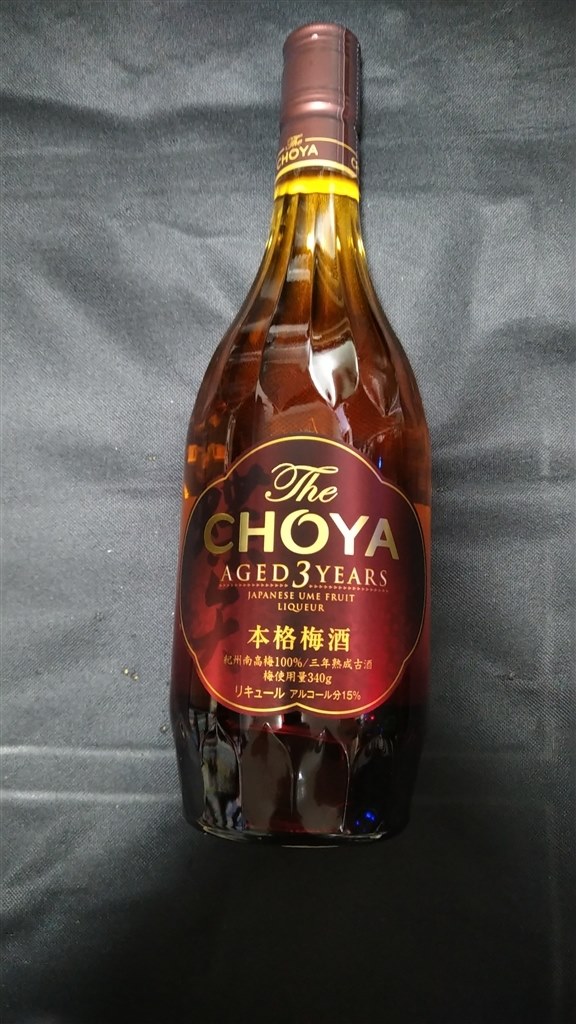 The
CHOYA
The
CHOYA
AGED 3 YEARS
JAPANESE UME FRUIT
LIQUEUR
本格梅酒
紀州南高梅100%/三年熟成古酒
梅使用量340g
リキュール アルコール分15%